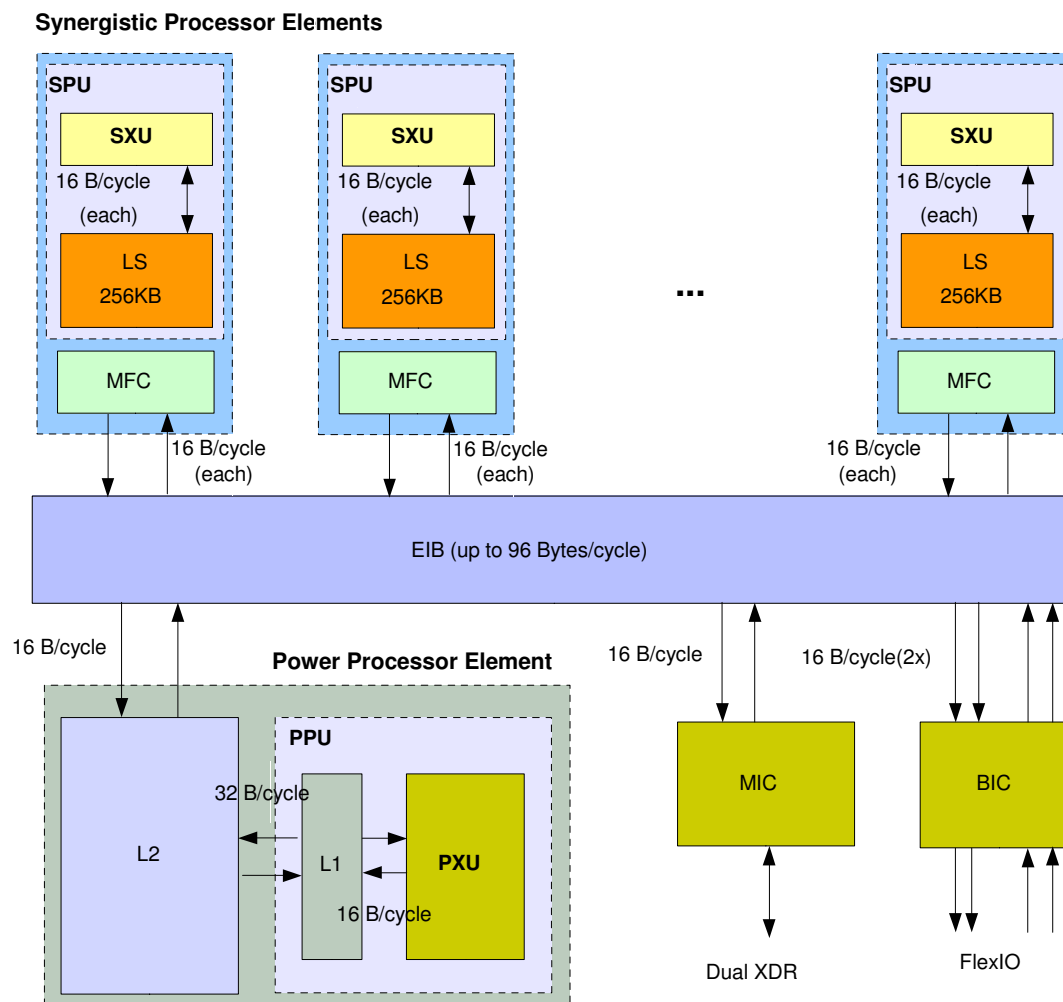 Synergistic Processor Elements
SPU
SPU
SPU
SXU
SXU
SXU
16 B/cycle
(each)
16 B/cycle
(each)
16 B/cycle
(each)
LS
256KB
LS
256KB
LS
256KB
...
MFC
MFC
MFC
16 B/cycle
(each)
16 B/cycle
(each)
16 B/cycle
(each)
EIB (up to 96 Bytes/cycle)
16 B/cycle
Power Processor Element
16 B/cycle
16 B/cycle(2x)
PPU
32 B/cycle
L2
L1
PXU
16 B/cycle
MIC
BIC
Dual XDR
FlexIO